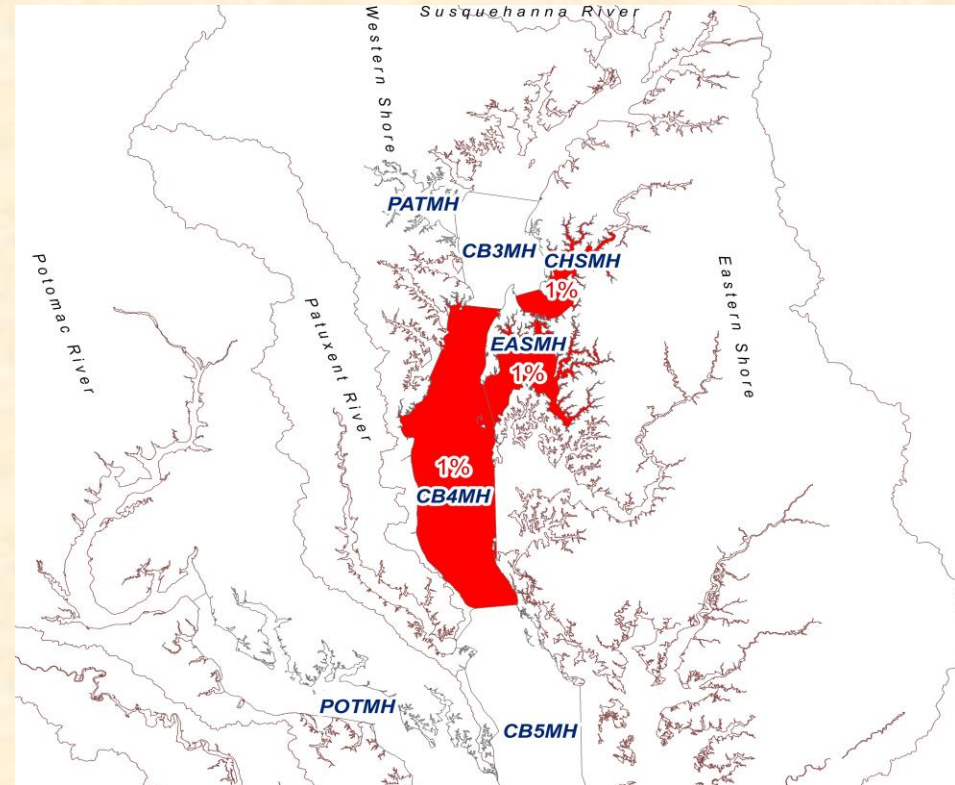 Susquehanna River
Western Shore
PATMH
CB3MH
CHSMH
1%
Potomac River
Patuxent River
Eastern Shore
EASMH
1%
1%
CB4MH
POTMH
CB5MH